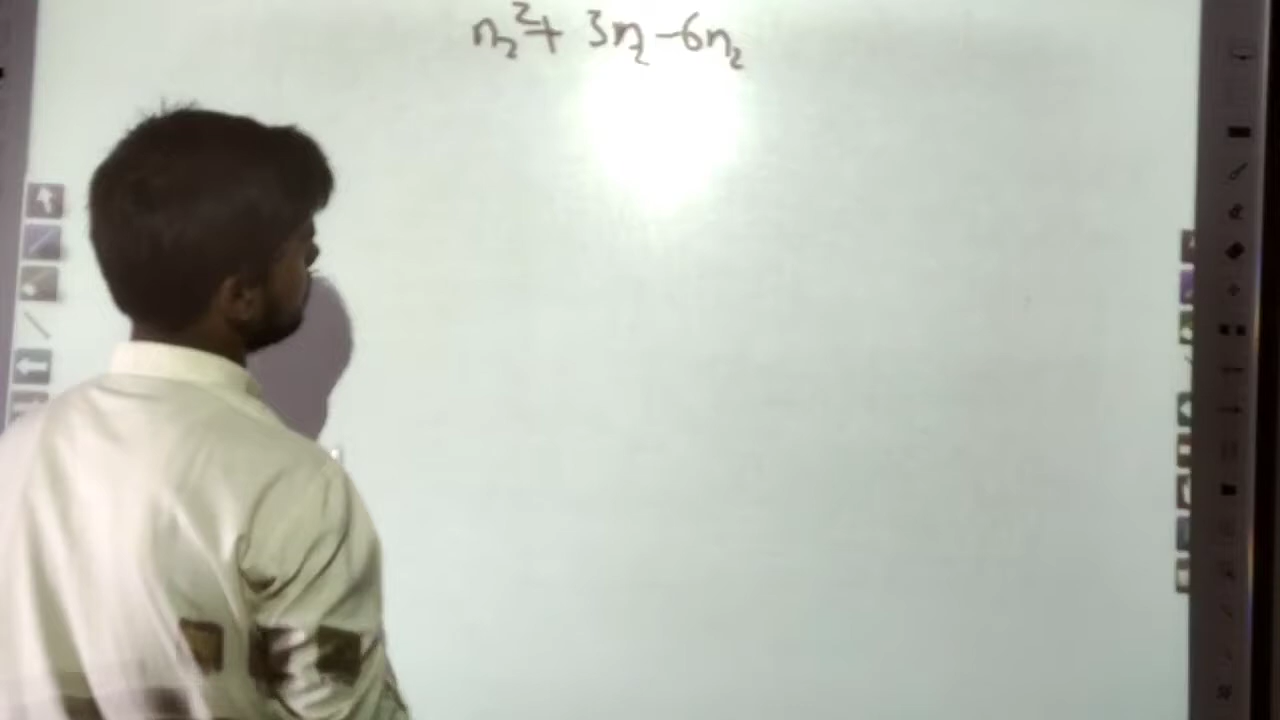 n₂² + 3n₂ - 6n₂